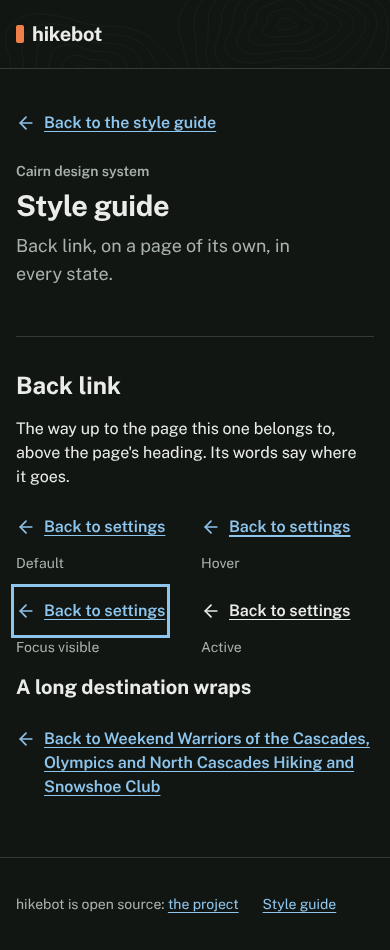 hikebot
Back to the style guide
Cairn design system
Style guide
Back link, on a page of its own, in
every state.
Back link
The way up to the page this one belongs to,
above the page's heading. Its words say where
it goes.
Back to settings
Back to settings
Default
Hover
Back to settings
Back to settings
Focus visible
Active
A long destination wraps
Back to Weekend Warriors of the Cascades,
Olympics and North Cascades Hiking and
Snowshoe Club
hikebot is open source: the project
Style guide